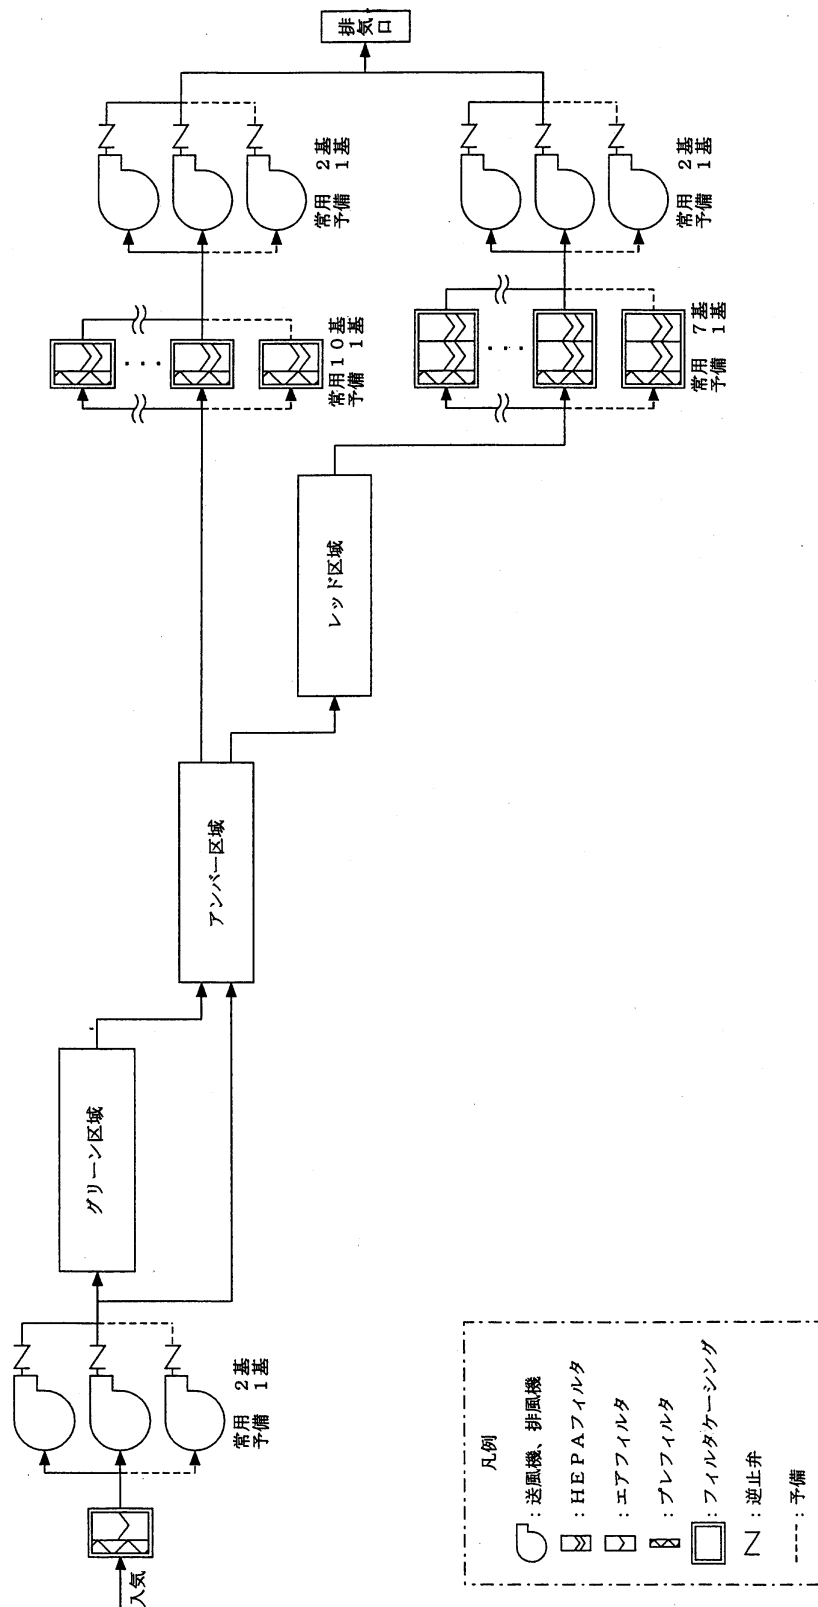 入気
常用 2基
予備 1基
グリーン区域
アンバー区域
レッド区域
常用10基
予備 1基
常用 7基
予備 1基
常用 2基
予備 1基
常用 2基
予備 1基
排気口
凡例
：送風機、排風機
：HEPAフィルタ
：エアフィルタ
：プレフィルタ
：フィルタケーシング
：逆止弁
：予備